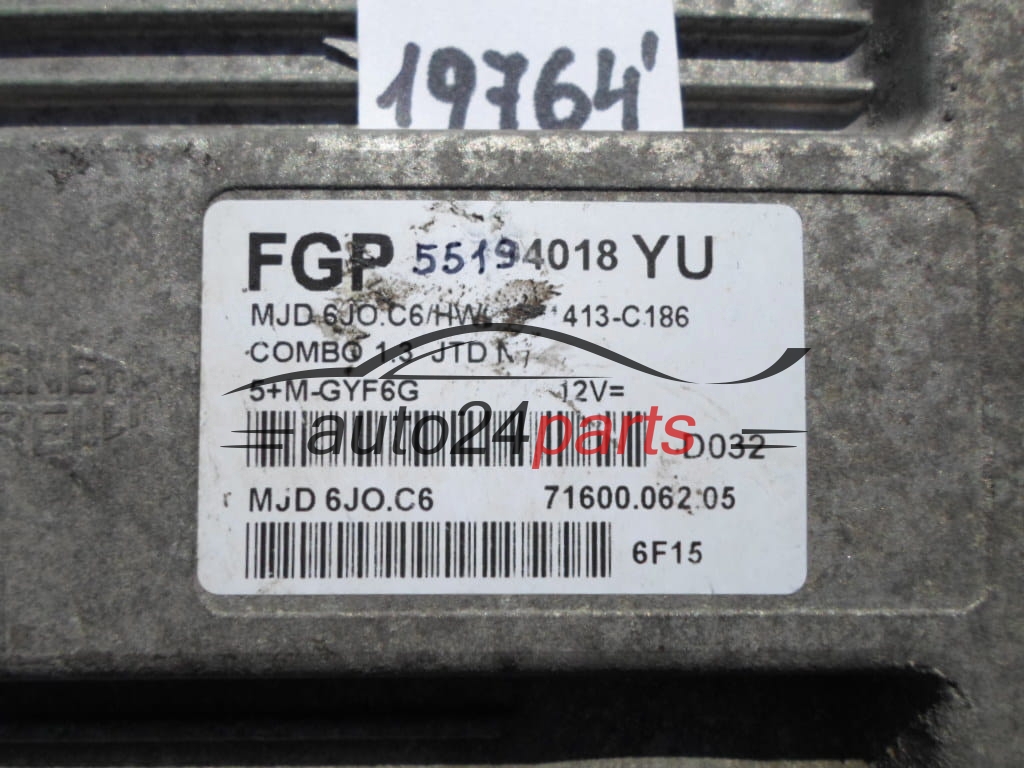 19764'
FGP 55194018 YU
MJD 6JO.C6/HW 413-C186
COMBO 1.3 JTD
5+M-GYF6G 12V=
auto24parts
D032
MJD 6JO.C6 71600.062.05
6F15